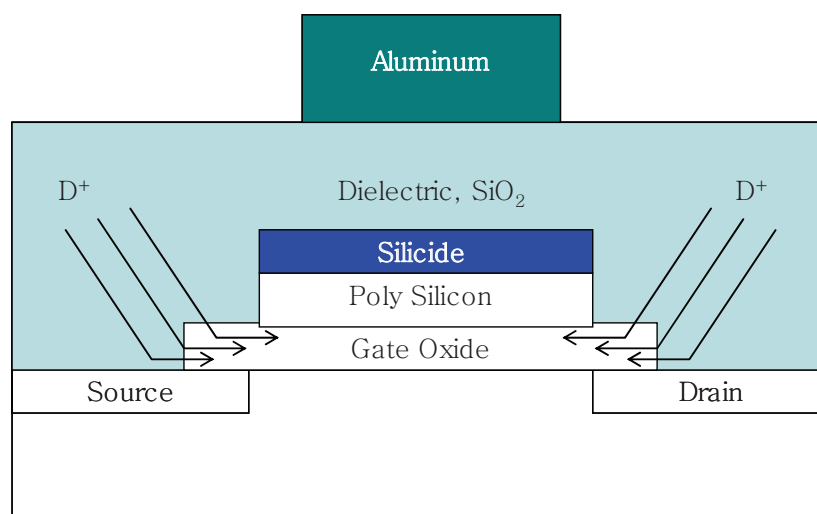 Aluminum
D⁺
Dielectric, SiO₂
D⁺
Silicide
Poly Silicon
Gate Oxide
Source
Drain